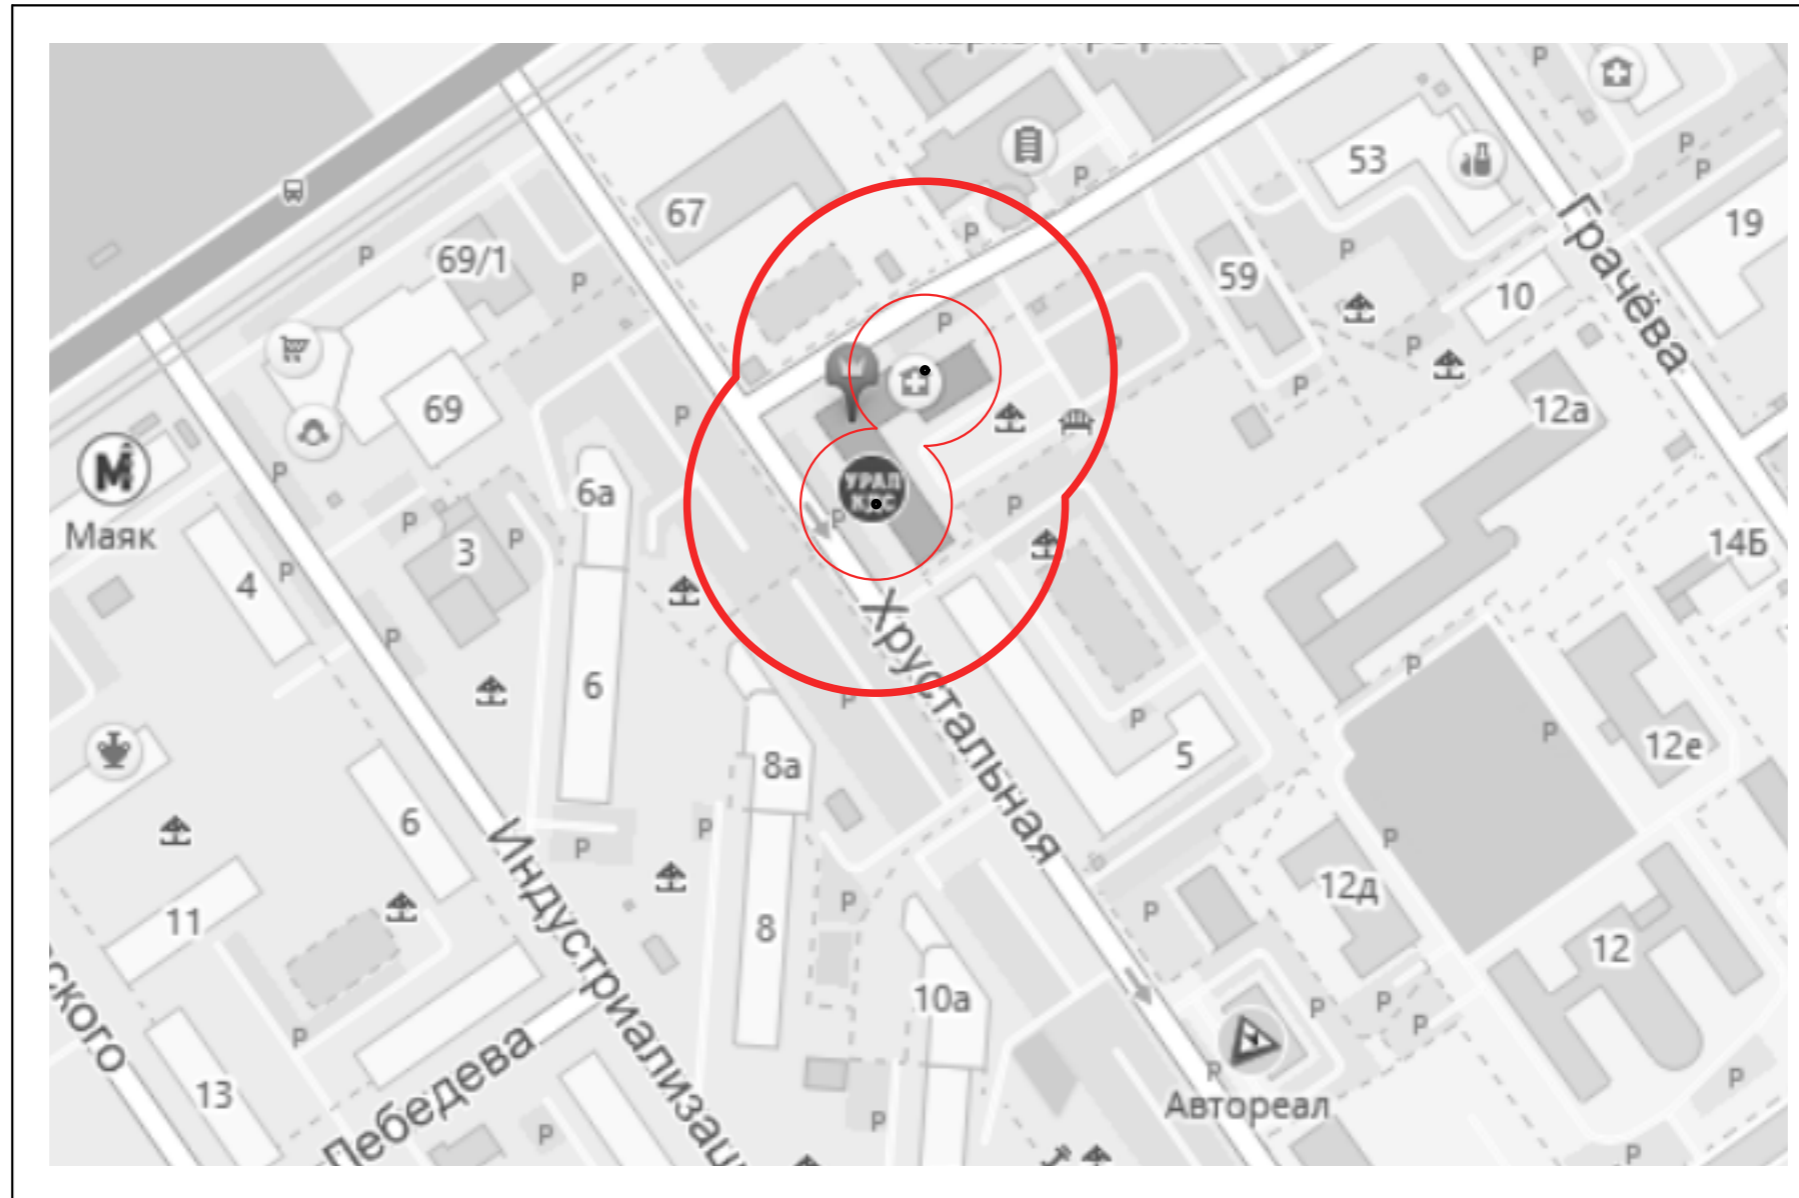 53
67
19
Грачёва
69/1
59
10
P
69
12а
УРАЛ
6а
Маяк
3
14Б
4
Хрустальная
6
5
12е
8а
6
Индустриализац
12д
11
8
12
10а
ского
13
Лебедева
Автореал